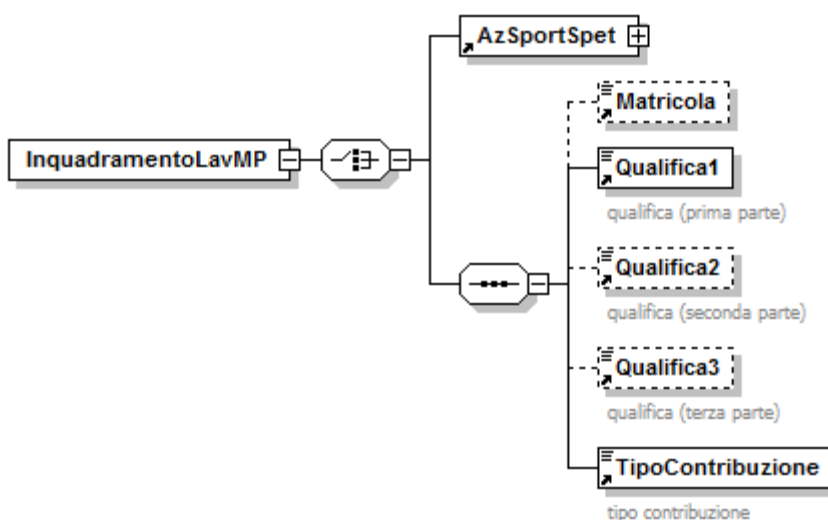 AzSportSpet
Matricola
InquadramentoLavMP
Qualifica1
qualifica (prima parte)
Qualifica2
qualifica (seconda parte)
Qualifica3
qualifica (terza parte)
TipoContribuzione
tipo contribuzione